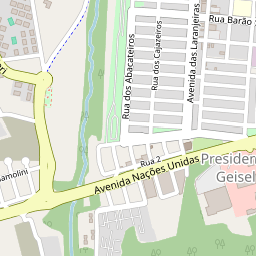 Rua Barão
Rua dos Abacateiros
Rua dos Cajazeiros
Avenida das Laranjeiras
Rua 2
Avenida Nações Unidas
Presiden
Geisel
amolini